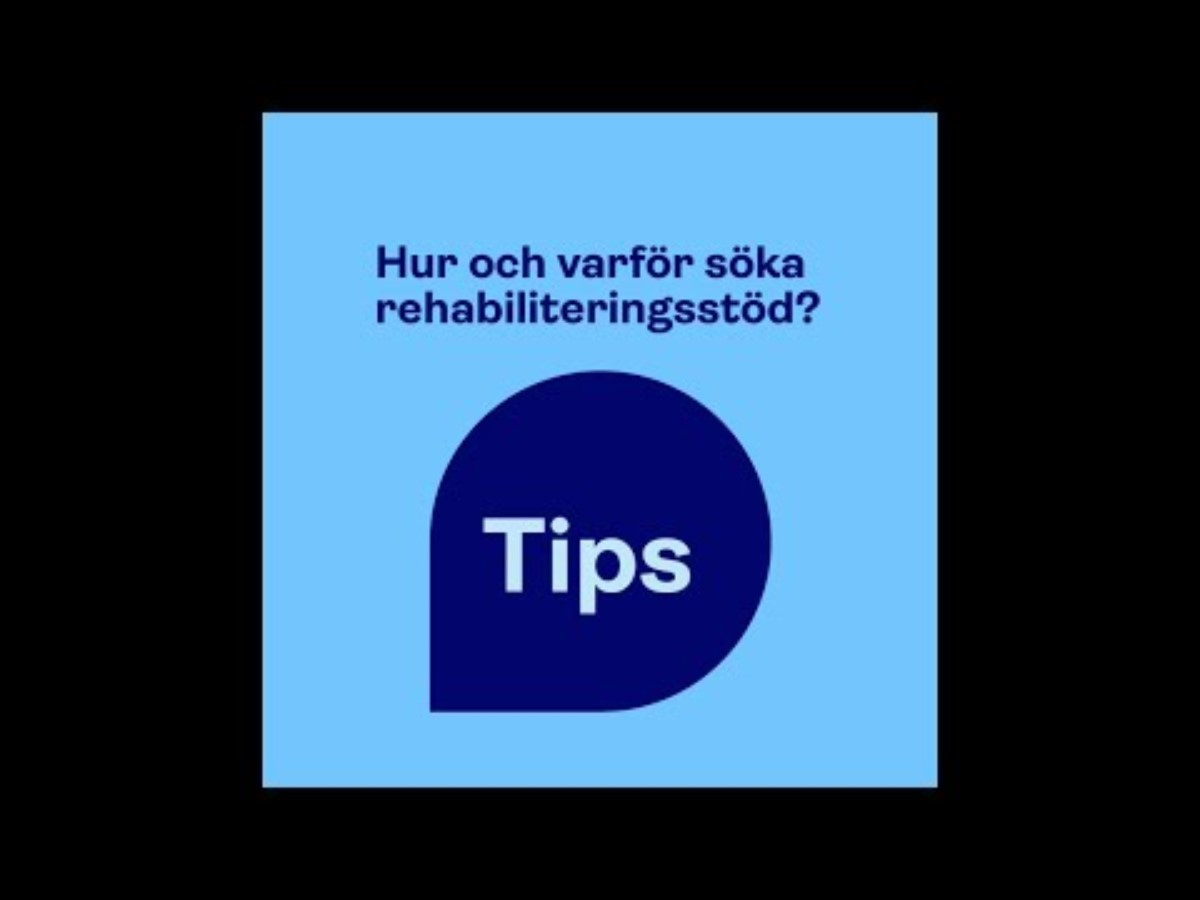 Hur och varför söka
rehabiliteringsstöd?
Tips